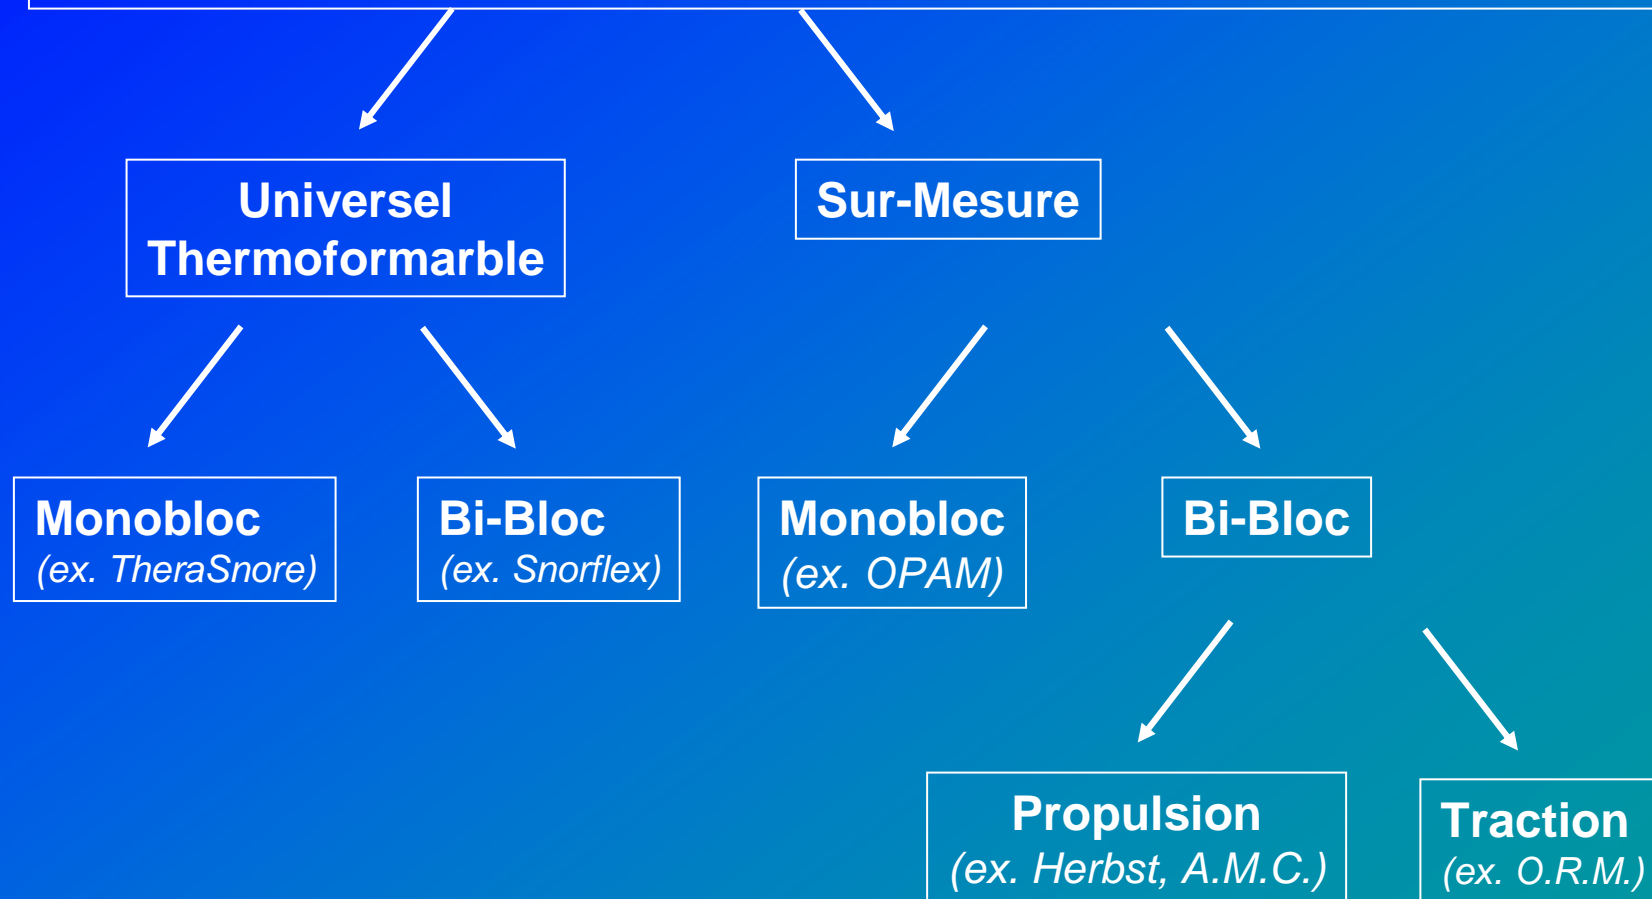 Universel
Thermoformarble
Sur-Mesure
Monobloc
(ex. TheraSnore)
Bi-Bloc
(ex. Snorflex)
Monobloc
(ex. OPAM)
Bi-Bloc
Propulsion
(ex. Herbst, A.M.C.)
Traction
(ex. O.R.M.)